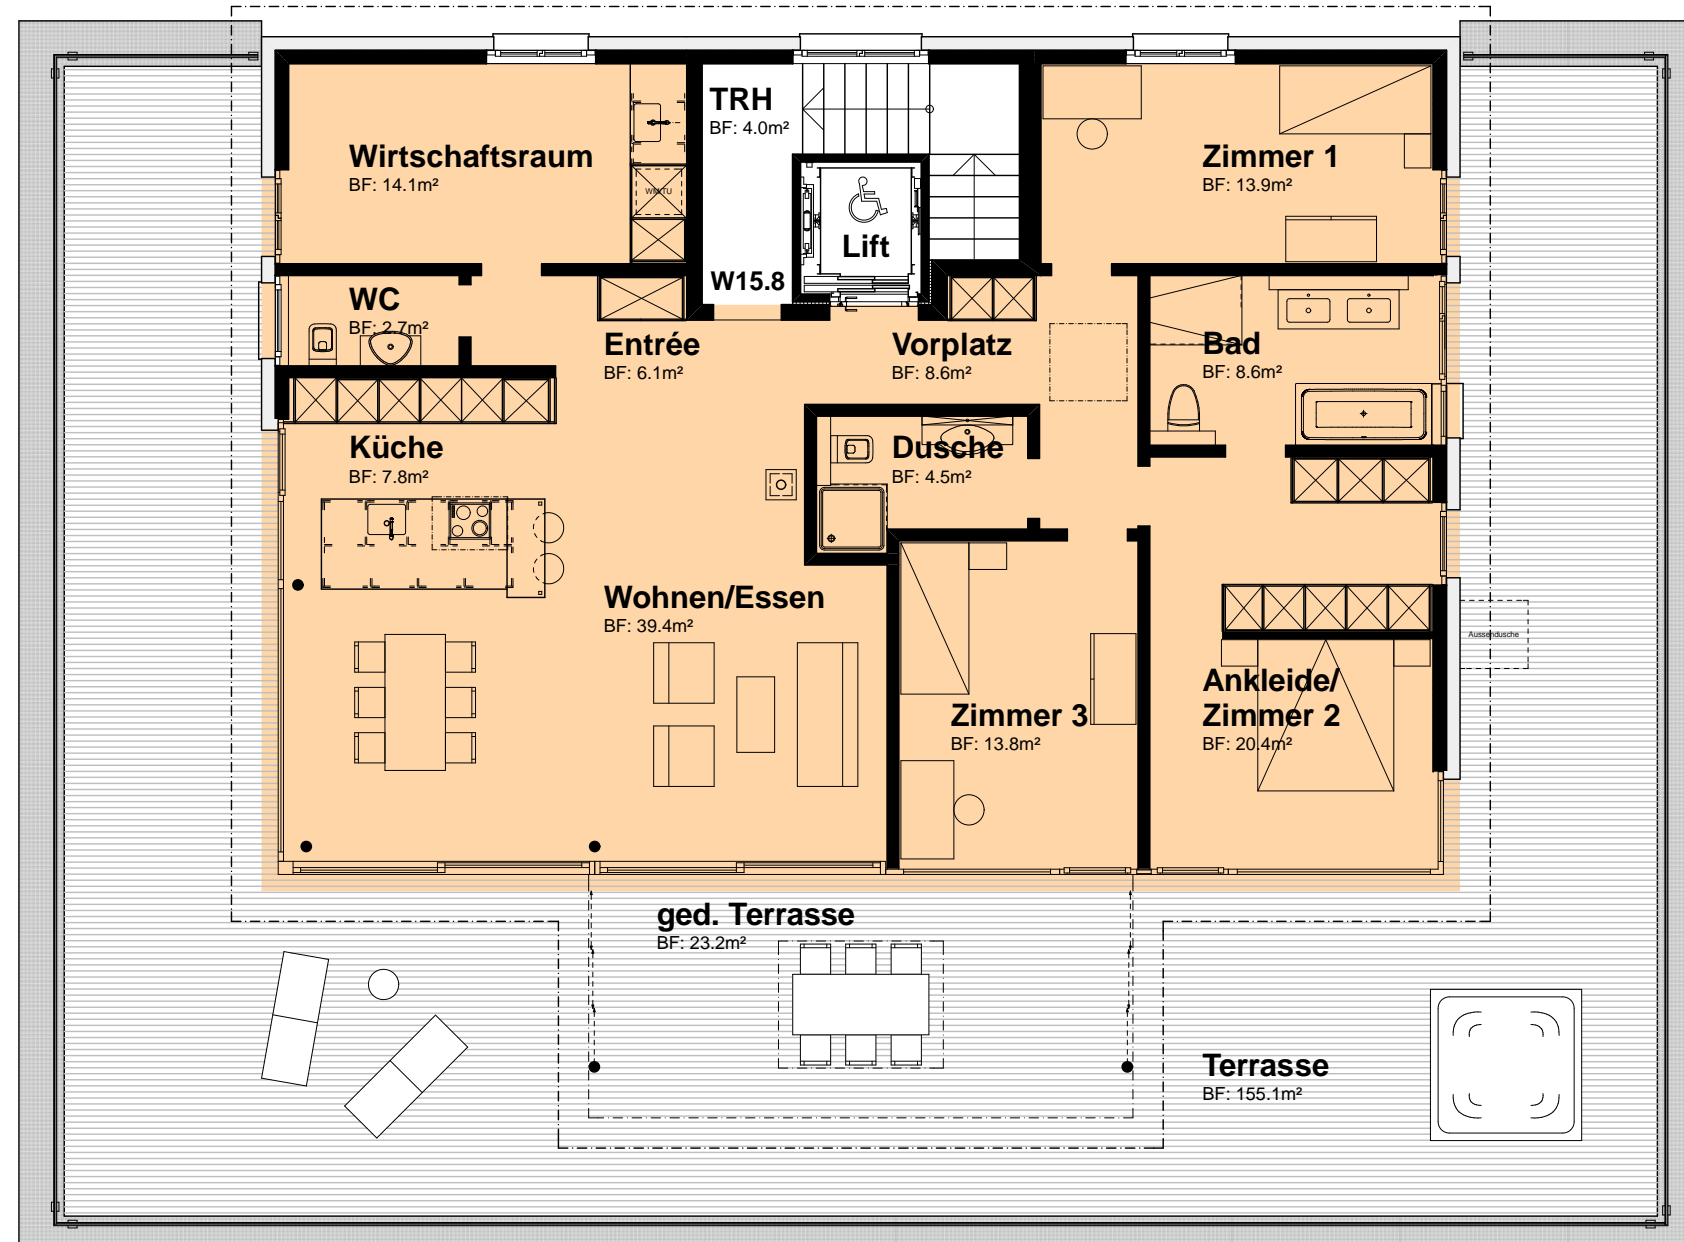 TRH
BF: 4.0m²
Wirtschaftsraum
BF: 14.1m²
Zimmer 1
BF: 13.9m²
WM/TU
Lift
W15.8
WC
BF: 2.7m²
Entrée
BF: 6.1m²
Vorplatz
BF: 8.6m²
Bad
BF: 8.6m²
Küche
BF: 7.8m²
Dusche
BF: 4.5m²
Wohnen/Essen
BF: 39.4m²
Aussendusche
Ankleide/
Zimmer 2
BF: 20.4m²
Zimmer 3
BF: 13.8m²
ged. Terrasse
BF: 23.2m²
Terrasse
BF: 155.1m²